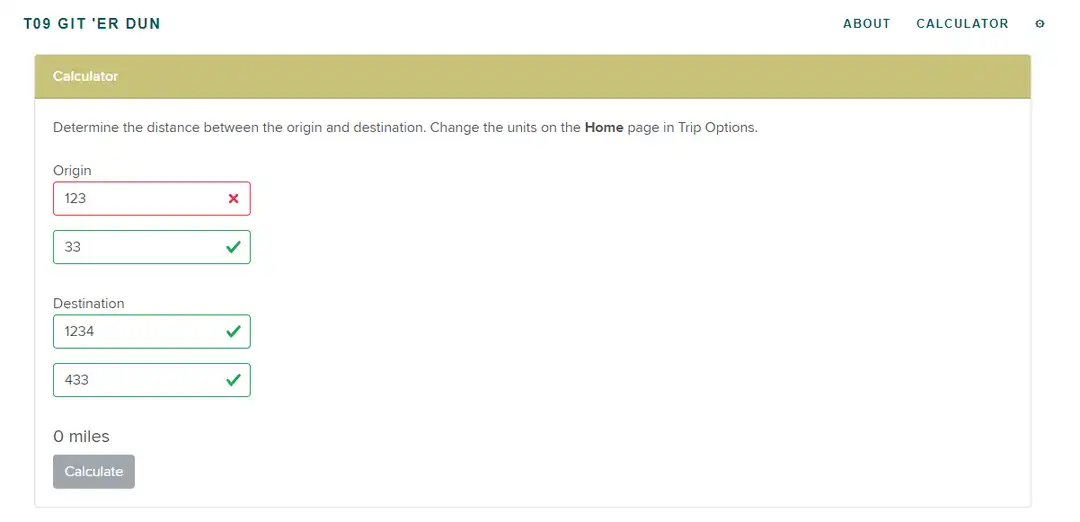 T09 GIT 'ER DUN
ABOUT CALCULATOR
Calculator
Determine the distance between the origin and destination. Change the units on the Home page in Trip Options.
Origin
123
33
Destination
1234
433
0 miles
Calculate